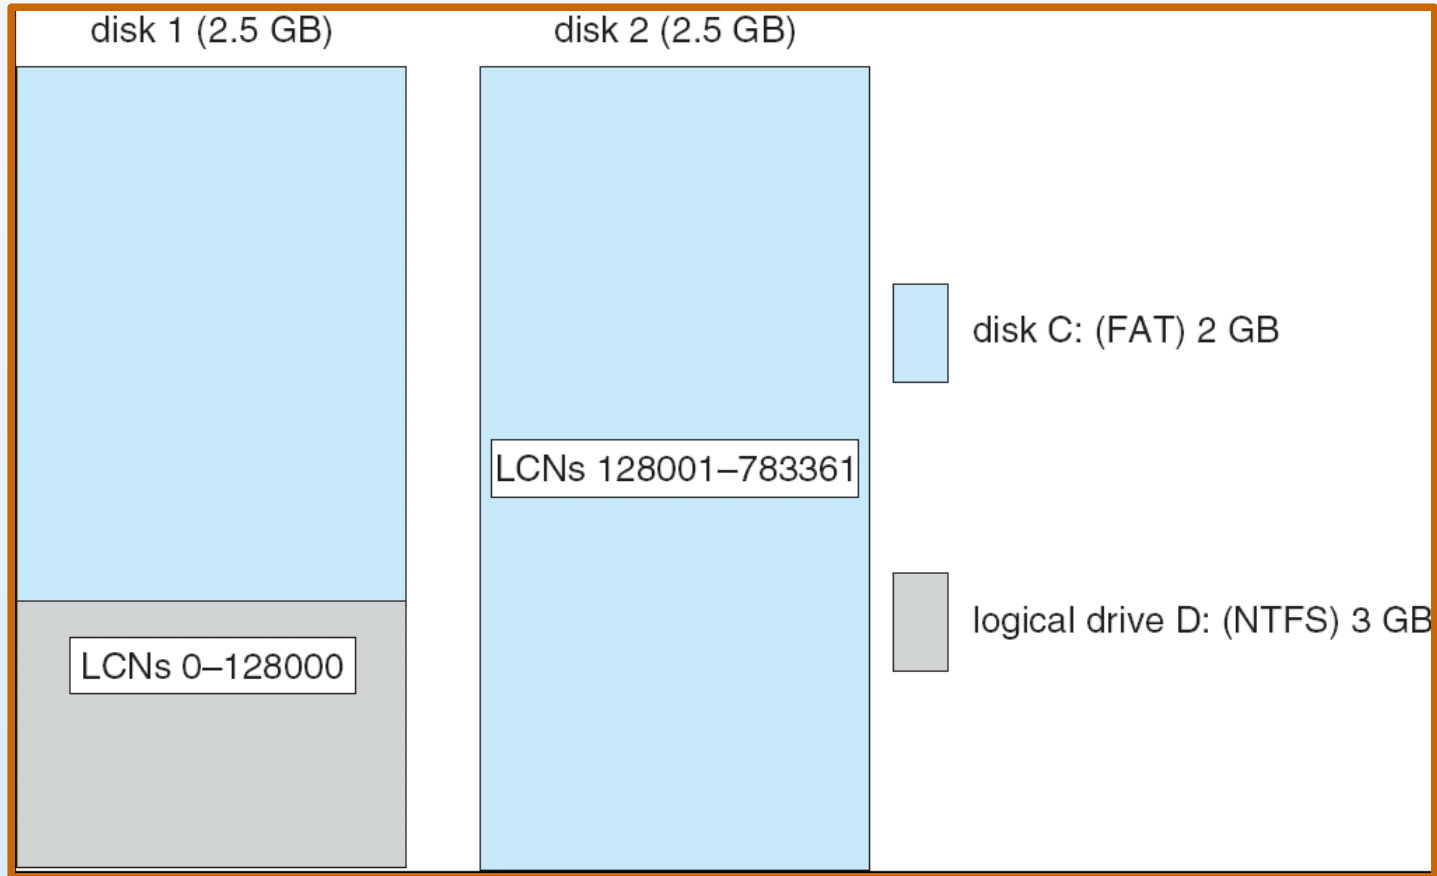 disk 1 (2.5 GB)
disk 2 (2.5 GB)
disk C: (FAT) 2 GB
LCNs 128001–783361
logical drive D: (NTFS) 3 GB
LCNs 0–128000